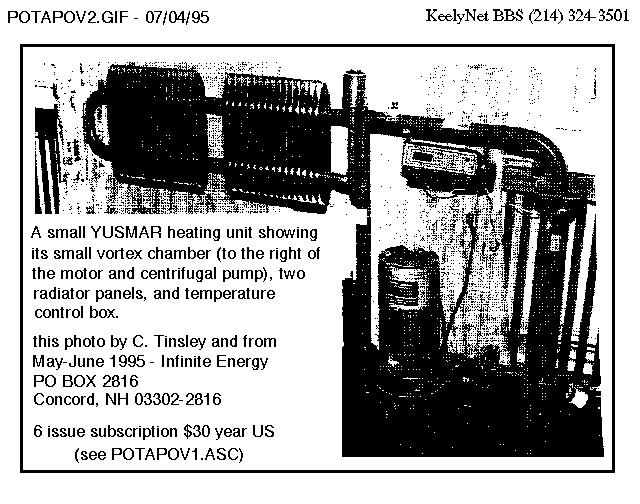 POTAPOV2.GIF - 07/04/95
KeelyNet BBS (214) 324-3501
A small YUSMAR heating unit showing
its small vortex chamber (to the right of
the motor and centrifugal pump), two
radiator panels, and temperature
control box.
this photo by C. Tinsley and from
May-June 1995 - Infinite Energy
PO BOX 2816
Concord, NH 03302-2816
6 issue subscription $30 year US
(see POTAPOV1.ASC)